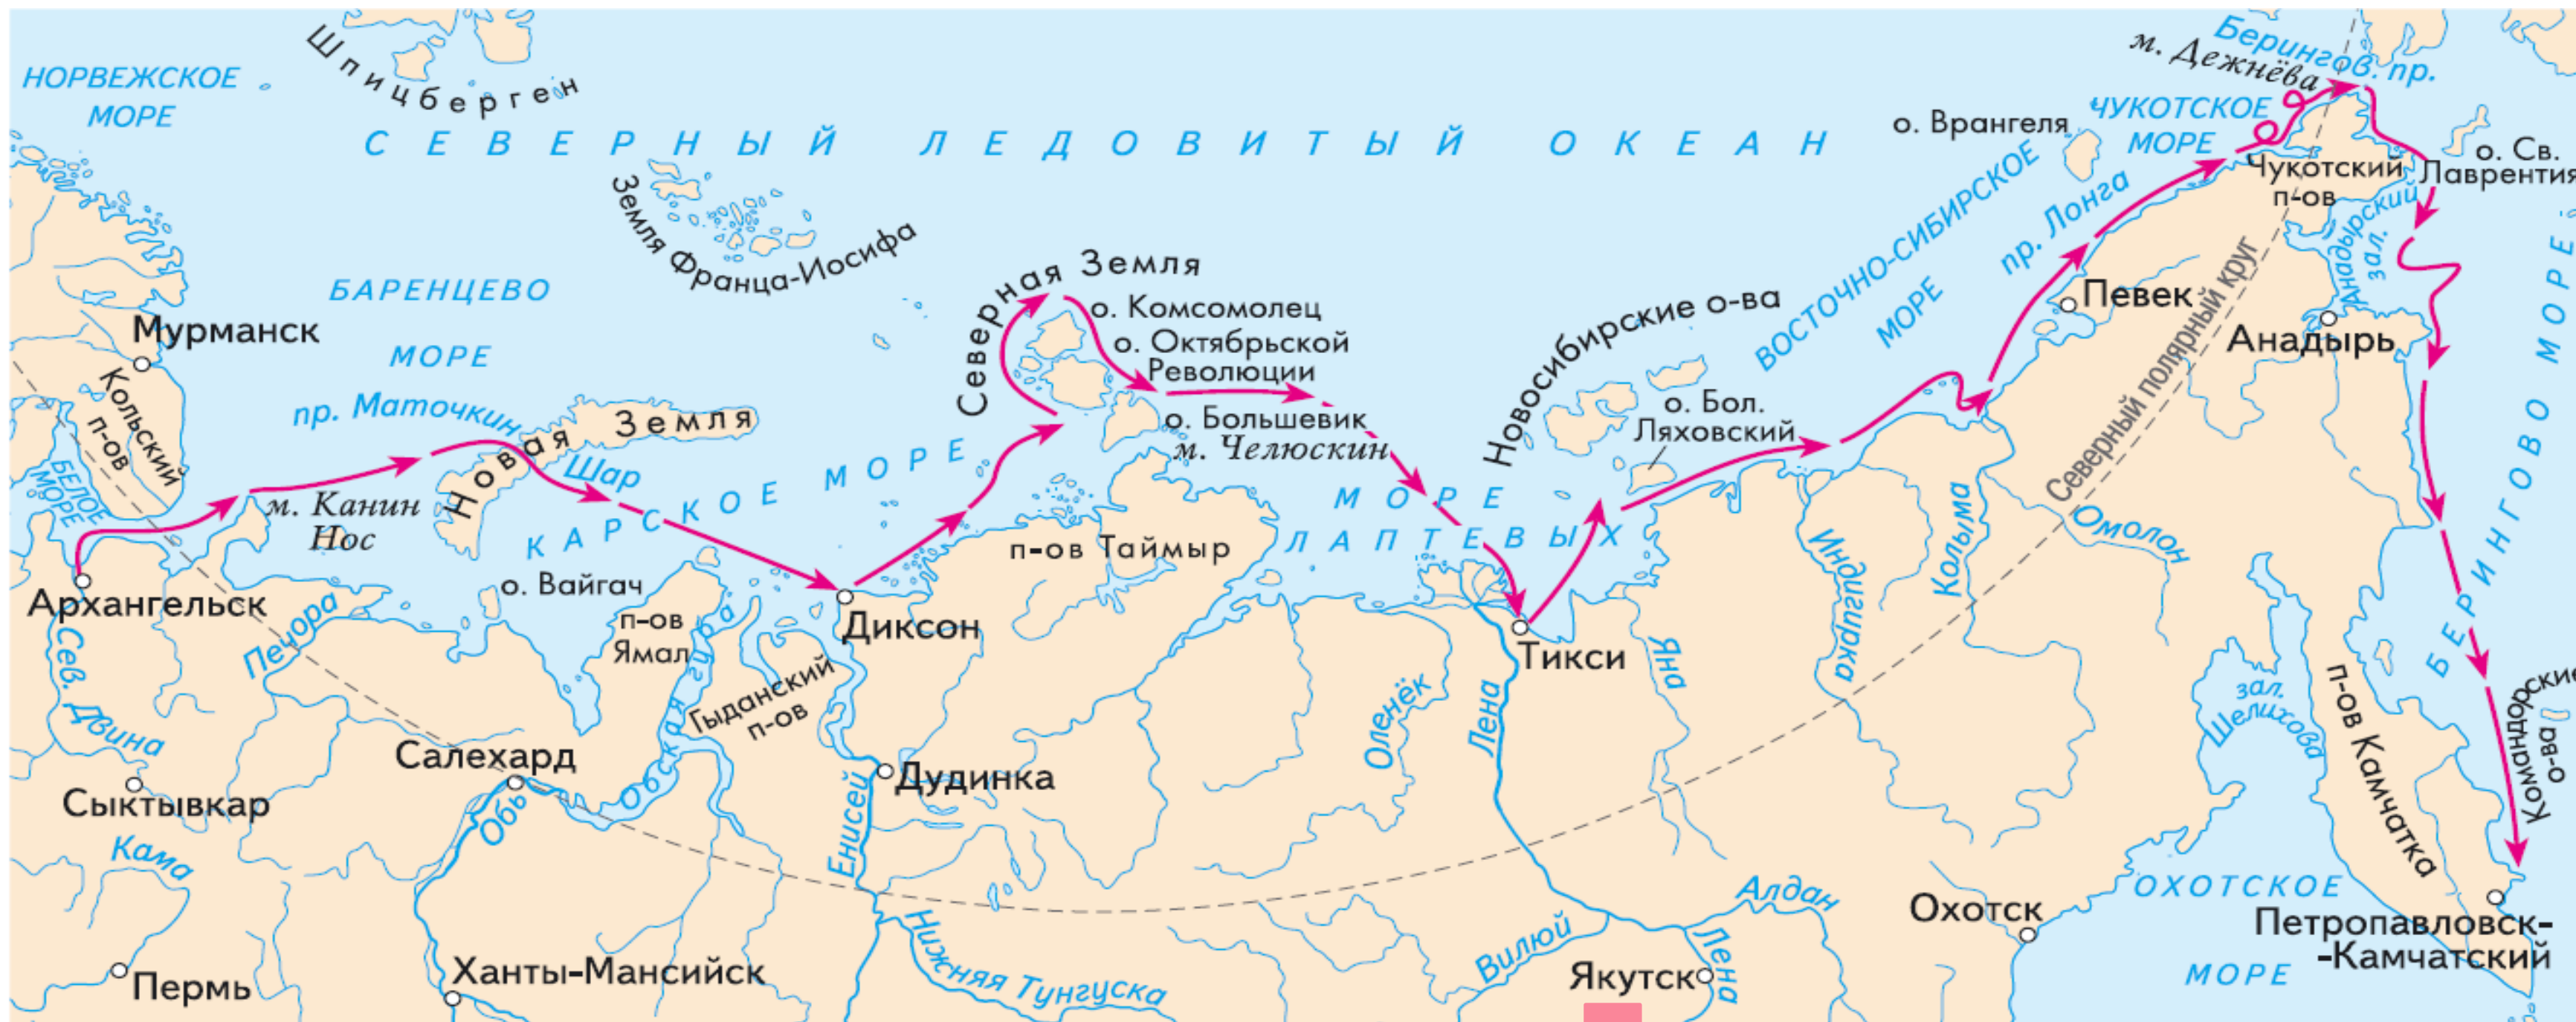 Шпицберген
НОРВЕЖСКОЕ
МОРЕ
СЕВЕРНЫЙ ЛЕДОВИТЫЙ ОКЕАН
Берингов. пр.
м. Дежнёва
ЧУКОТСКОЕ
МОРЕ
о. Врангеля
о. Св.
Лаврентия
Чукотский
п-ов
Земля Франца-Иосифа
пр. Лонга
ВОСТОЧНО-СИБИРСКОЕ
МОРЕ
Анадырский
зал.
Северная Земля
о. Комсомолец
о. Октябрьской
Революции
о. Большевик
м. Челюскин
БАРЕНЦЕВО
МОРЕ
Мурманск
Кольский
п-ов
пр. Маточкин
Шар
Новая Земля
Новосибирские о-ва
о. Бол.
Ляховский
Певек
Анадырь
Северный полярный круг
БЕРИНГОВО МОРЕ
БЕЛОЕ
МОРЕ
м. Канин
Нос
КАРСКОЕ МОРЕ
МОРЕ
ЛАПТЕВЫХ
п-ов Таймыр
о. Вайгач
Архангельск
Печора
п-ов
Ямал
Обская губа
Гыданский
п-ов
Диксон
Тикси
Яна
Индигирка
Колыма
Омолон
Сев. Двина
Оленёк
Лена
зал.
Шелихова
п-ов Камчатка
Командорские
о-ва
Салехард
Обь
Сыктывкар
Дудинка
Енисей
Кама
Нижняя Тунгуска
Вилюй
Алдан
Лена
Охотск
ОХОТСКОЕ
МОРЕ
Петропавловск-
-Камчатский
Пермь
Ханты-Мансийск
Якутск